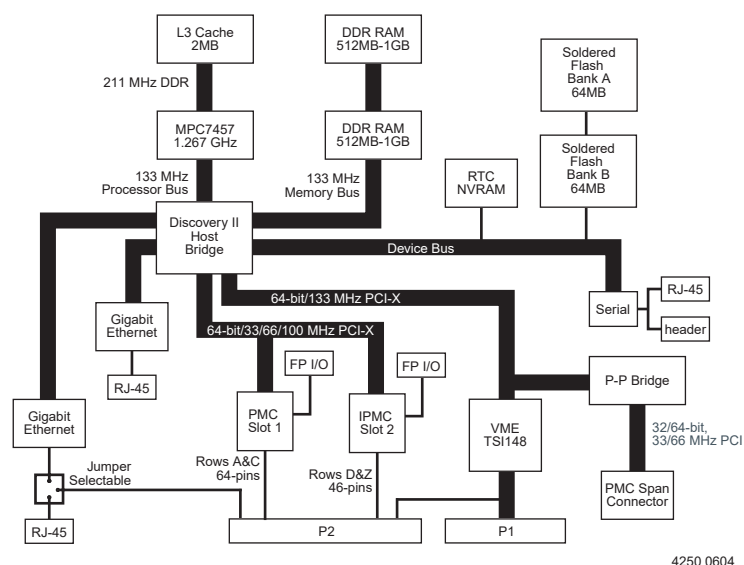 L3 Cache
2MB
DDR RAM
512MB-1GB
Soldered
Flash
Bank A
64MB
211 MHz DDR
MPC7457
1.267 GHz
DDR RAM
512MB-1GB
Soldered
Flash
Bank B
64MB
133 MHz
Processor Bus
133 MHz
Memory Bus
RTC
NVRAM
Discovery II
Host
Bridge
Device Bus
64-bit/133 MHz PCI-X
Serial
RJ-45
header
Gigabit
Ethernet
64-bit/33/66/100 MHz PCI-X
FP I/O
FP I/O
P-P Bridge
RJ-45
Gigabit
Ethernet
PMC
Slot 1
IPMC
Slot 2
VME
TSI148
32/64-bit,
33/66 MHz PCI
Jumper
Selectable
Rows A&C
64-pins
Rows D&Z
46-pins
PMC Span
Connector
RJ-45
P2
P1
4250 0604